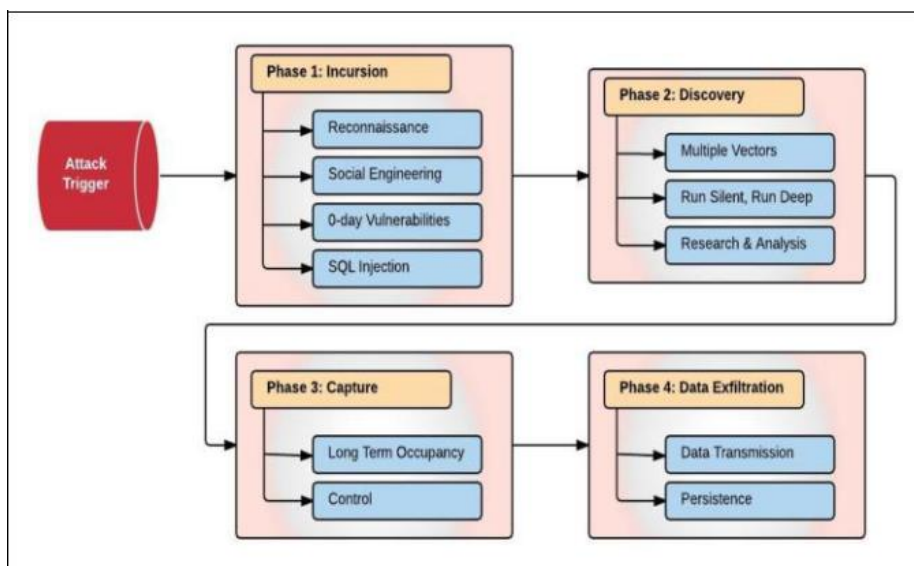 Attack
Trigger
Phase 1: Incursion
Reconnaissance
Social Engineering
0-day Vulnerabilities
SQL Injection
Phase 2: Discovery
Multiple Vectors
Run Silent, Run Deep
Research & Analysis
Phase 3: Capture
Long Term Occupancy
Control
Phase 4: Data Exfiltration
Data Transmission
Persistence